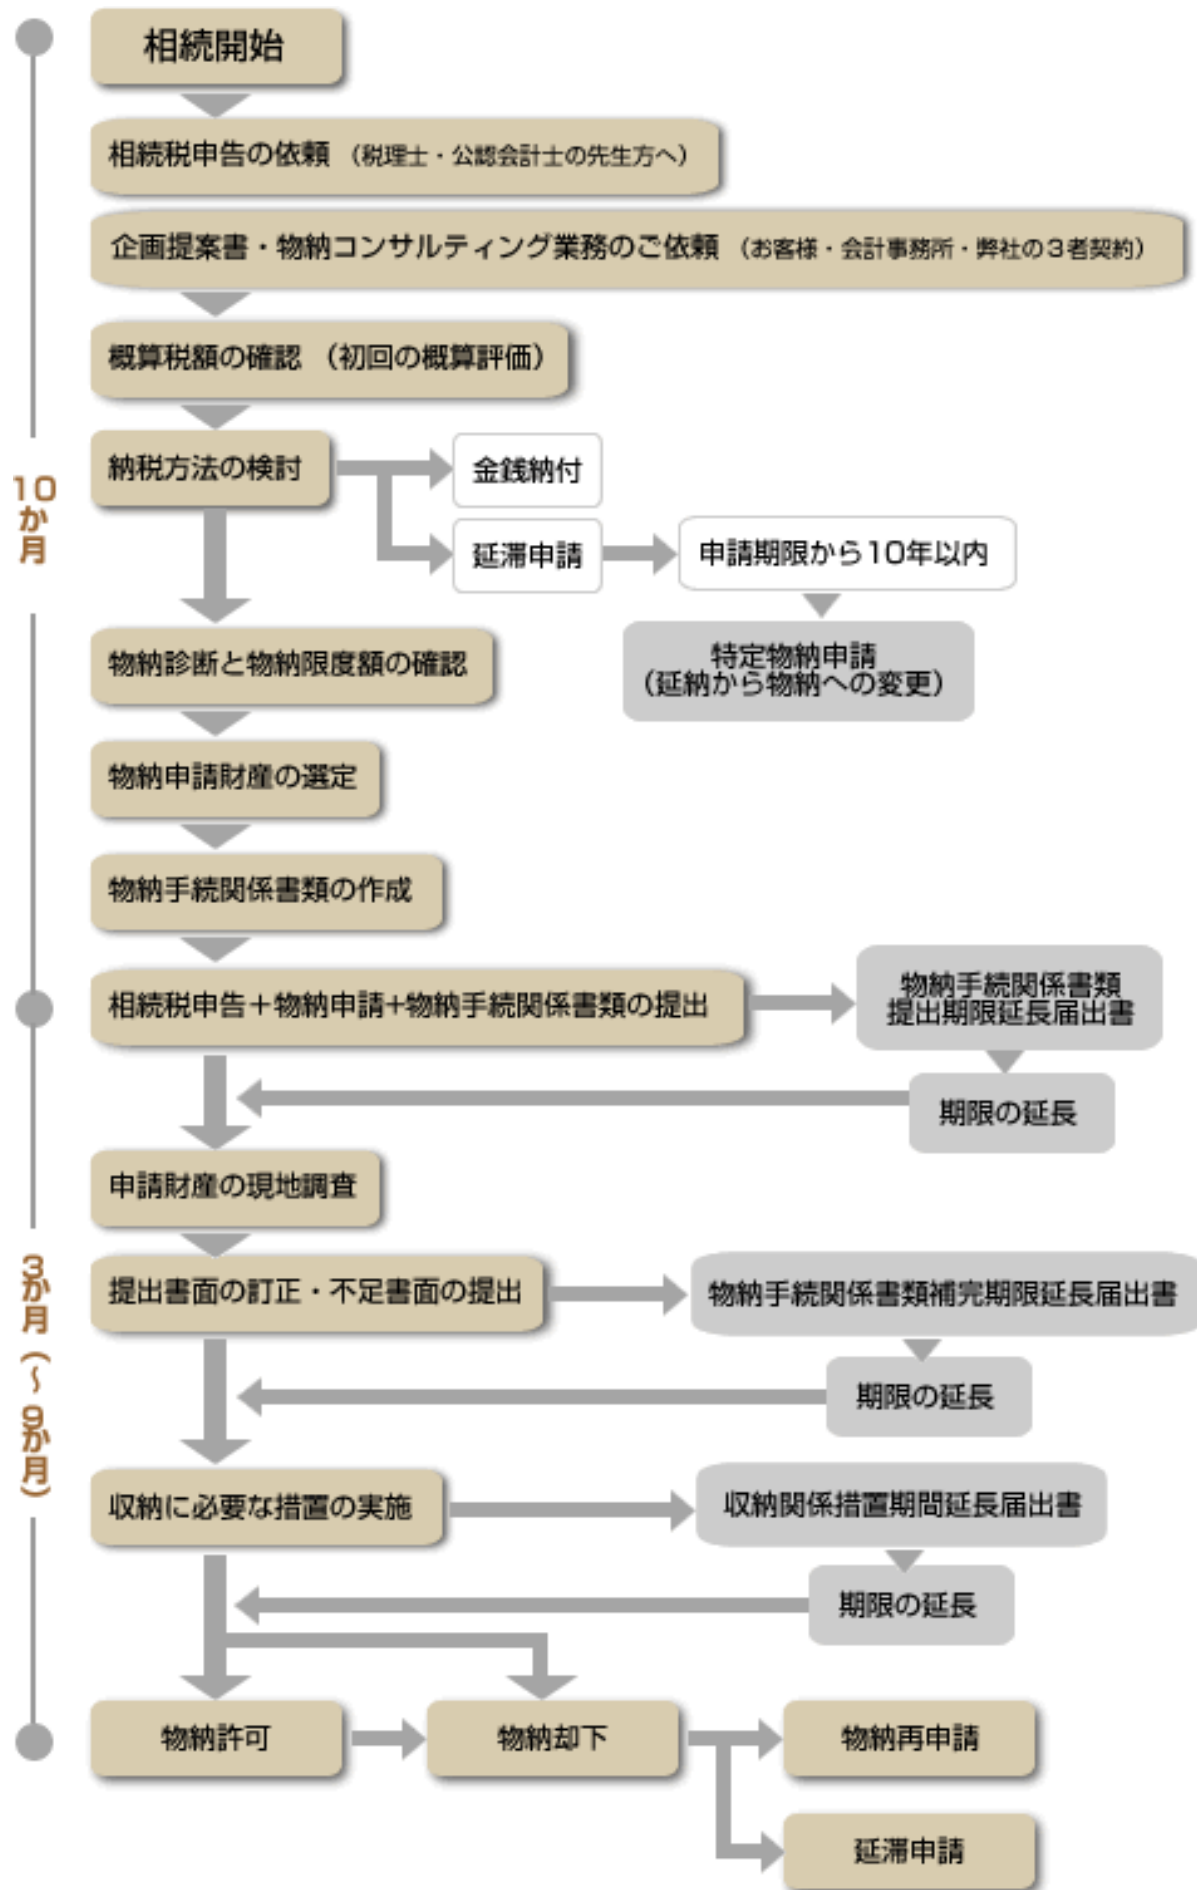 相続開始
相続税申告の依頼 （税理士・公認会計士の先生方へ）
企画提案書・物納コンサルティング業務のご依頼 （お客様・会計事務所・弊社の３者契約）
概算税額の確認 （初回の概算評価）
納税方法の検討
金銭納付
10か月
延滞申請
申請期限から10年以内
特定物納申請
（延納から物納への変更）
物納診断と物納限度額の確認
物納申請財産の選定
物納手続関係書類の作成
相続税申告＋物納申請+物納手続関係書類の提出
物納手続関係書類
提出期限延長届出書
期限の延長
申請財産の現地調査
3か月（～9か月）
提出書面の訂正・不足書面の提出
物納手続関係書類補完期限延長届出書
期限の延長
収納に必要な措置の実施
収納関係措置期間延長届出書
期限の延長
物納許可
物納却下
物納再申請
延滞申請